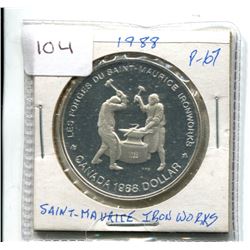 104
1988
P-67
LES FORGES DU SAINT-MAURICE IRONWORKS
CANADA 1988 DOLLAR
SAINT-MAURICE IRON WORKS